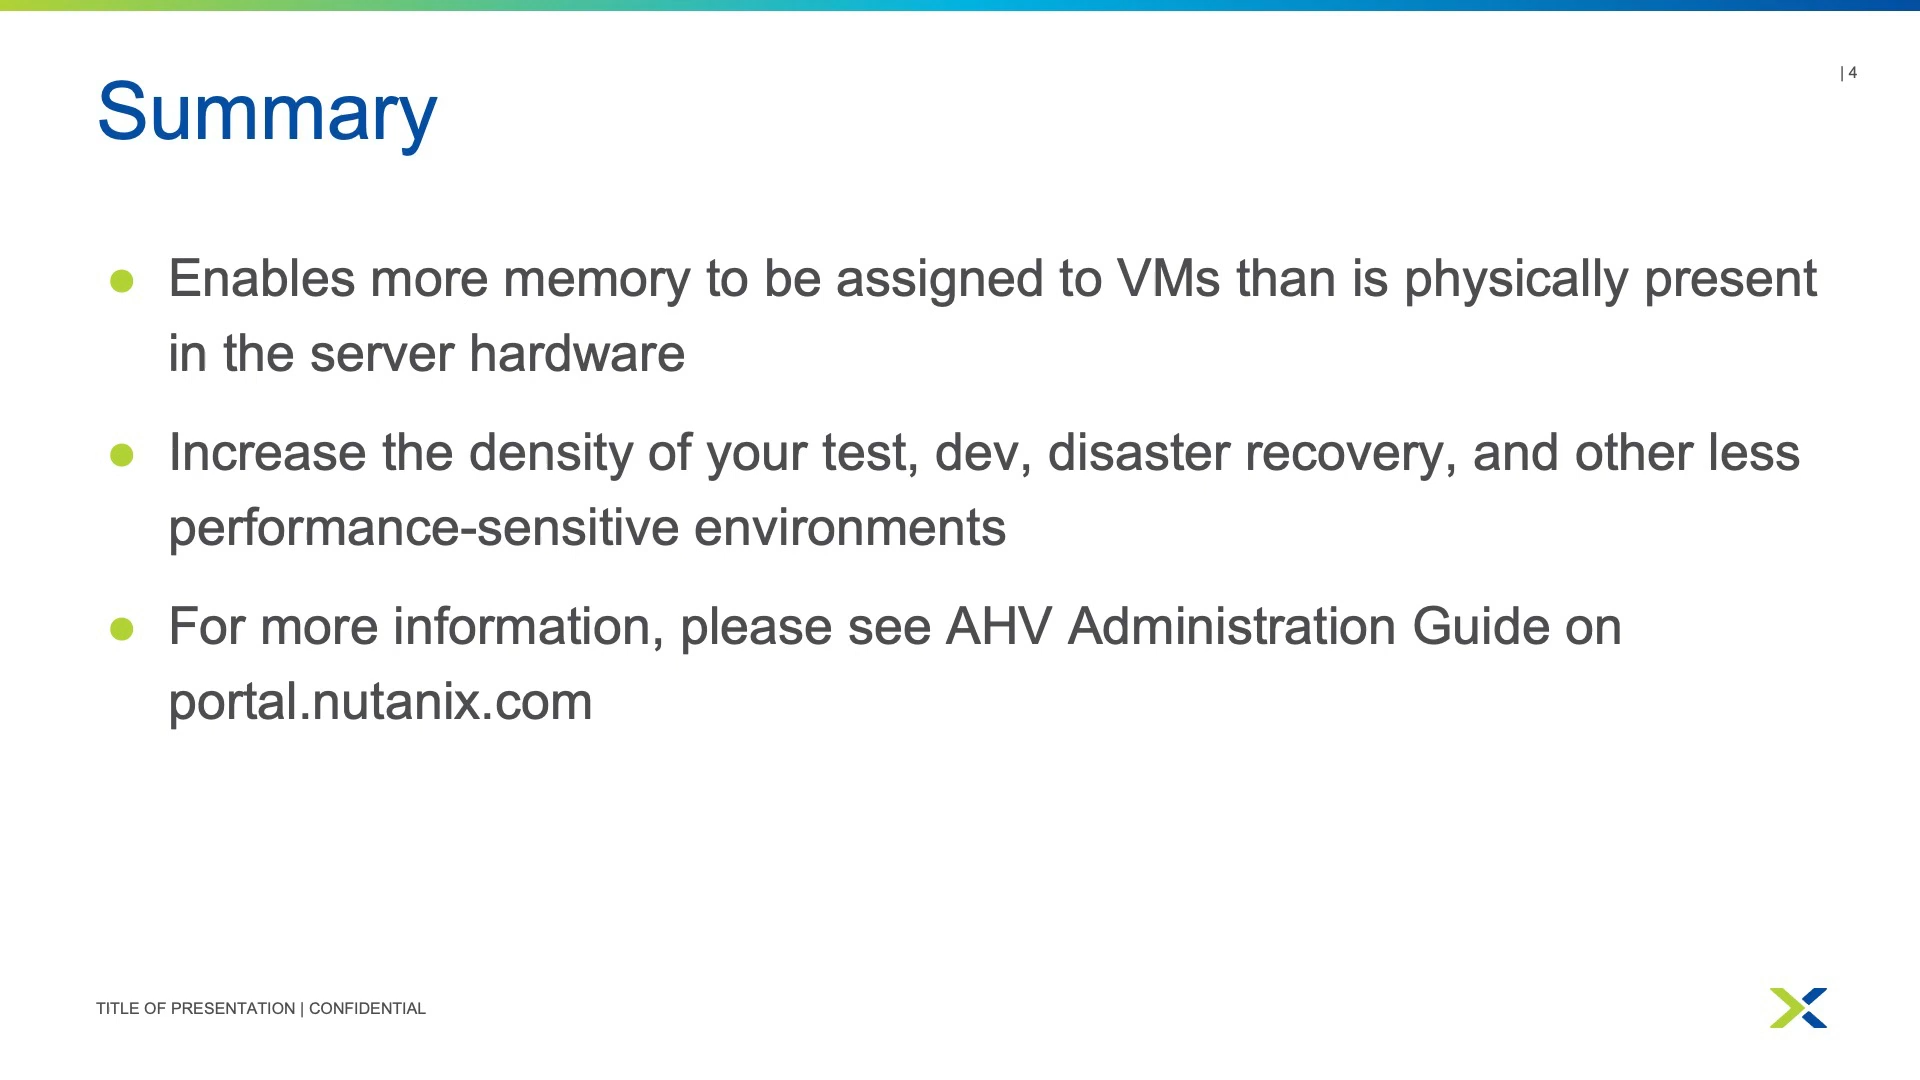 | 4
Summary
Enables more memory to be assigned to VMs than is physically present
in the server hardware
Increase the density of your test, dev, disaster recovery, and other less
performance-sensitive environments
For more information, please see AHV Administration Guide on
portal.nutanix.com
TITLE OF PRESENTATION | CONFIDENTIAL